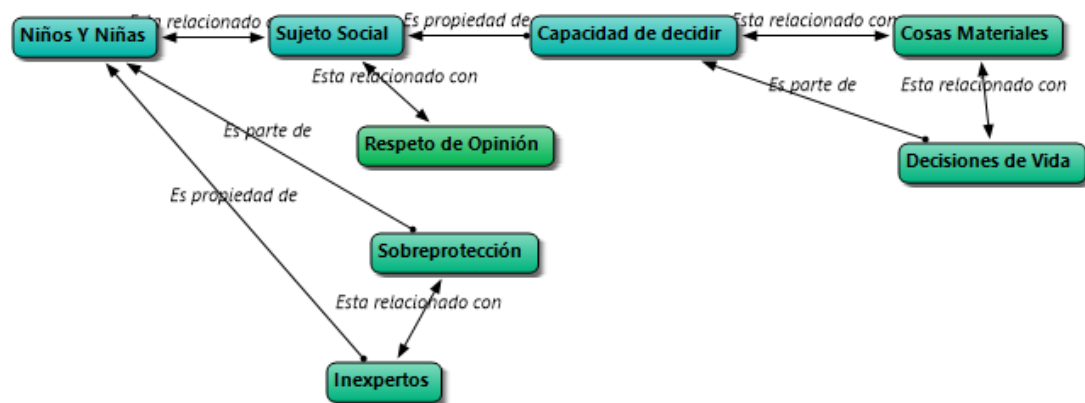 Niños Y Niñas
Esta relacionado
Sujeto Social
Es propiedad de
Capacidad de decidir
Esta relacionado con
Cosas Materiales
Esta relacionado con
Es parte de
Esta relacionado con
Es parte de
Respeto de Opinión
Decisiones de Vida
Es propiedad de
Sobreprotección
Esta relacionado con
Inexpertos